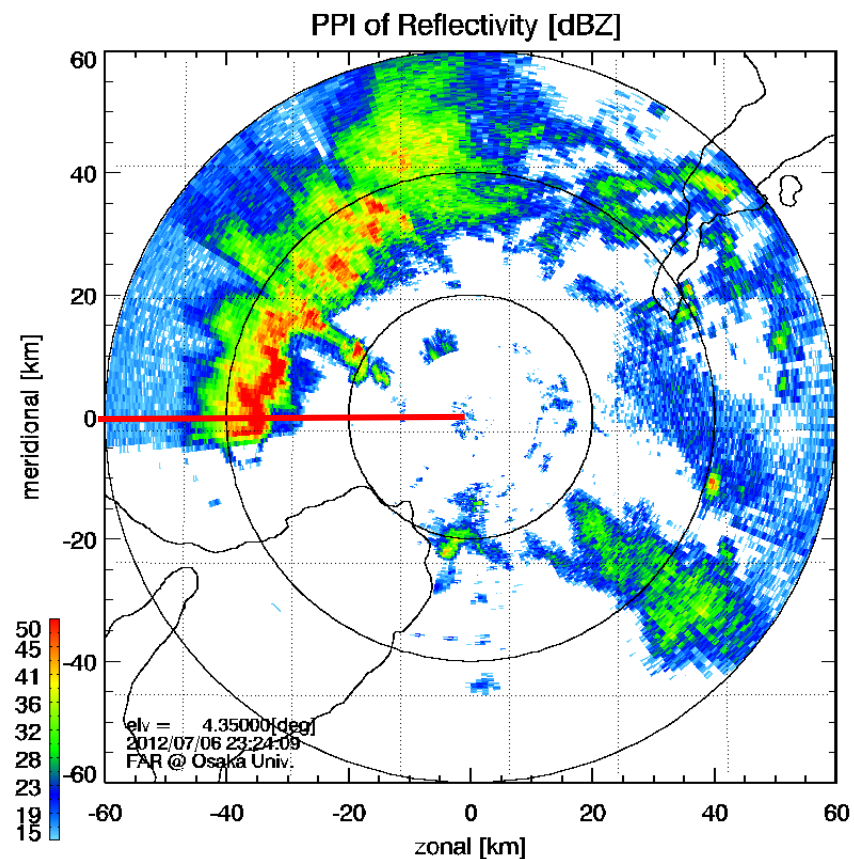 PPI of Reflectivity [dBZ]
60
40
20
0
-20
-40
-60
meridional [km]
50
45
41
36
32
28
23
19
15
elv = 4.35000[deg]
2012/07/06 23:24:09
FAR @ Osaka Univ.
-60 -40 -20 0 20 40 60
zonal [km]